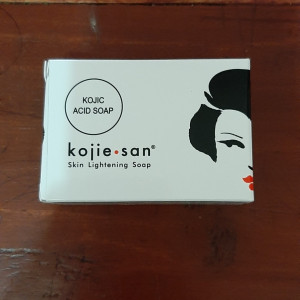 KOJIC
ACID SOAP
kojie•san®
Skin Lightening Soap